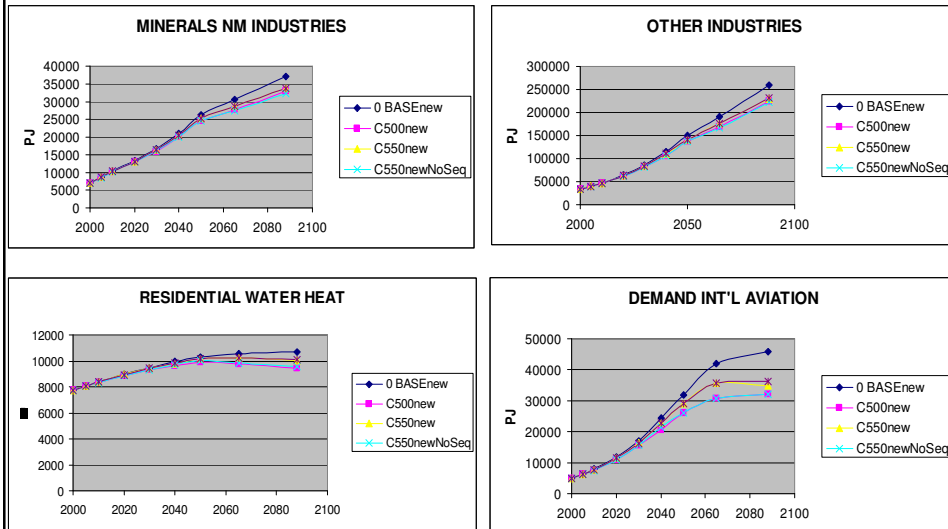 MINERALS NM INDUSTRIES
40000
35000
30000
25000
20000
15000
10000
5000
0
PJ
2000 2020 2040 2060 2080 2100
0 BASEnew
C500new
C550new
C550newNoSeq
OTHER INDUSTRIES
300000
250000
200000
150000
100000
50000
0
PJ
2000 2050 2100
0 BASEnew
C500new
C550new
C550newNoSeq
RESIDENTIAL WATER HEAT
12000
10000
8000
6000
4000
2000
0
2000 2020 2040 2060 2080 2100
0 BASEnew
C500new
C550new
C550newNoSeq
DEMAND INT'L AVIATION
50000
40000
30000
20000
10000
0
PJ
2000 2020 2040 2060 2080 2100
0 BASEnew
C500new
C550new
C550newNoSeq